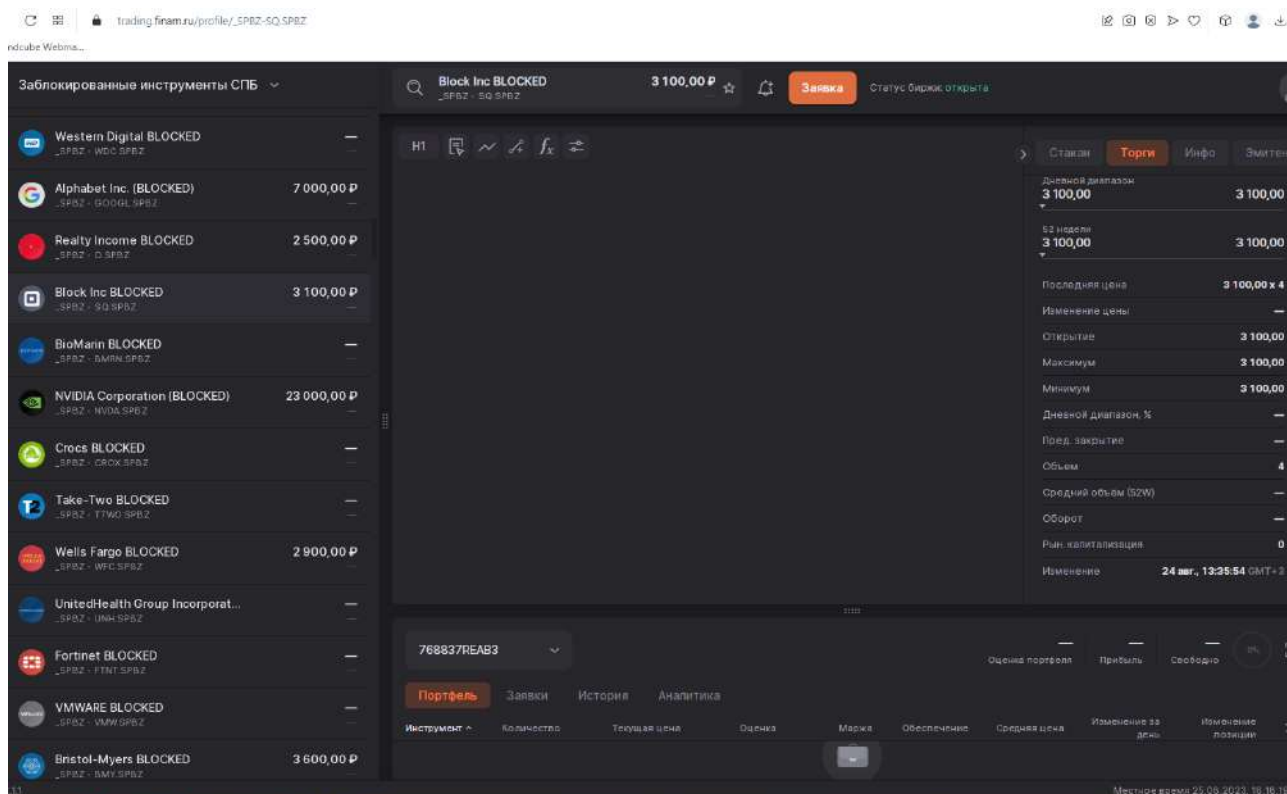 trading.finam.ru/profile/_SPBZ-SQ.SPBZ
ndcube Webma...
Заблокированные инструменты СПБ
Block Inc BLOCKED
_SPBZ - SQ.SPBZ
3 100,00 ₽
Заявка
Статус биржи: открыта
Western Digital BLOCKED
—
_SPBZ - WDC.SPBZ
Alphabet Inc. (BLOCKED)
7 000,00 ₽
_SPBZ - GOOGL.SPBZ
Realty Income BLOCKED
2 500,00 ₽
_SPBZ - O.SPBZ
Block Inc BLOCKED
3 100,00 ₽
_SPBZ - SQ.SPBZ
BioMarin BLOCKED
—
_SPBZ - BMRN.SPBZ
NVIDIA Corporation (BLOCKED)
23 000,00 ₽
_SPBZ - NVDA.SPBZ
Crocs BLOCKED
—
_SPBZ - CROX.SPBZ
T2
Take-Two BLOCKED
—
_SPBZ - TTWO.SPBZ
Wells Fargo BLOCKED
2 900,00 ₽
_SPBZ - WFC.SPBZ
UnitedHealth Group Incorporat...
—
_SPBZ - UNH.SPBZ
Fortinet BLOCKED
—
_SPBZ - FTNT.SPBZ
VMWARE BLOCKED
—
_SPBZ - VMW.SPBZ
Bristol-Myers BLOCKED
3 600,00 ₽
_SPBZ - BMY.SPBZ
H1
Стакан Торги Инфо Эмитен
Дневной диапазон
3 100,00 3 100,00
52 недели
3 100,00 3 100,00
Последняя цена 3 100,00 x 4
Изменение цены —
Открытие 3 100,00
Максимум 3 100,00
Минимум 3 100,00
Дневной диапазон, % —
Пред. закрытие —
Объем 4
Средний объем (52W) —
Оборот —
Рын. капитализация 0
Изменение 24 авг., 13:35:54 GMT+3
768837REAB3
— — — 0%
Оценка портфеля Прибыль Свободно
Портфель Заявки История Аналитика
Инструмент Количество Текущая цена Оценка Маржа Обеспечение Средняя цена Изменение за день Изменение позиции
Местное время 25.08.2023,